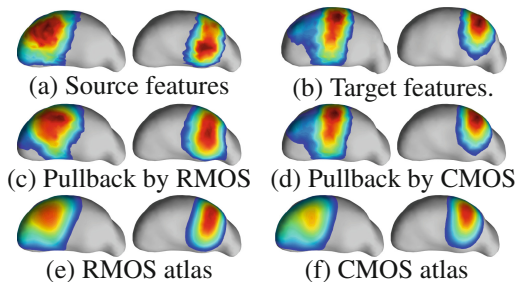 (a) Source features
(b) Target features.
(c) Pullback by RMOS
(d) Pullback by CMOS
(e) RMOS atlas
(f) CMOS atlas